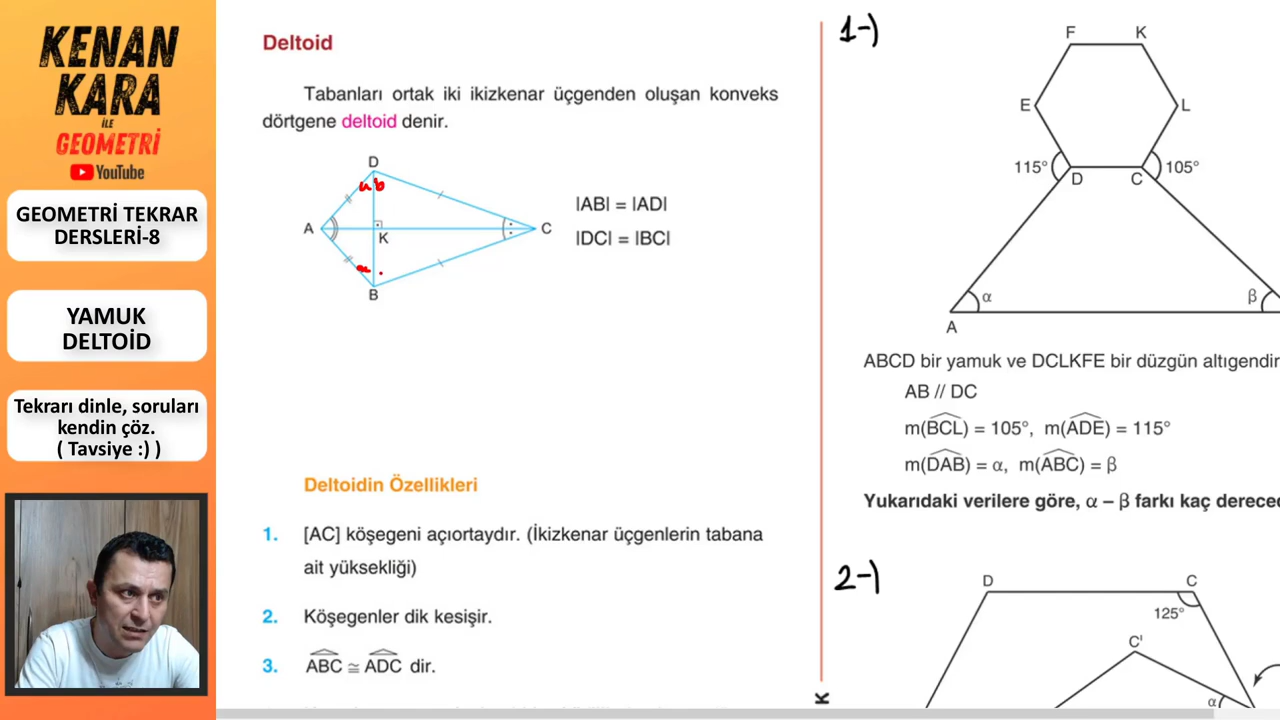 KENAN
KARA
İLE
GEOMETRİ
YouTube
GEOMETRİ TEKRAR
DERSLERİ-8
YAMUK
DELTOİD
Tekrarı dinle, soruları
kendin çöz.
( Tavsiye :) )
Deltoid
Tabanları ortak iki ikizkenar üçgenden oluşan konveks
dörtgene deltoid denir.
D
a b
A
K
C
a
B
|AB| = |AD|
|DC| = |BC|
Deltoidin Özellikleri
1. [AC] köşegeni açıortaydır. (İkizkenar üçgenlerin tabana
ait yüksekliği)
2. Köşegenler dik kesişir.
3. ABC ≅ ADC dir.
K
1-)
F K
E L
115° D C 105°
α β
A
ABCD bir yamuk ve DCLKFE bir düzgün altıgendir
AB // DC
m(BCL) = 105°, m(ADE) = 115°
m(DAB) = α, m(ABC) = β
Yukarıdaki verilere göre, α – β farkı kaç dereced
2-)
D C
125°
C'
α